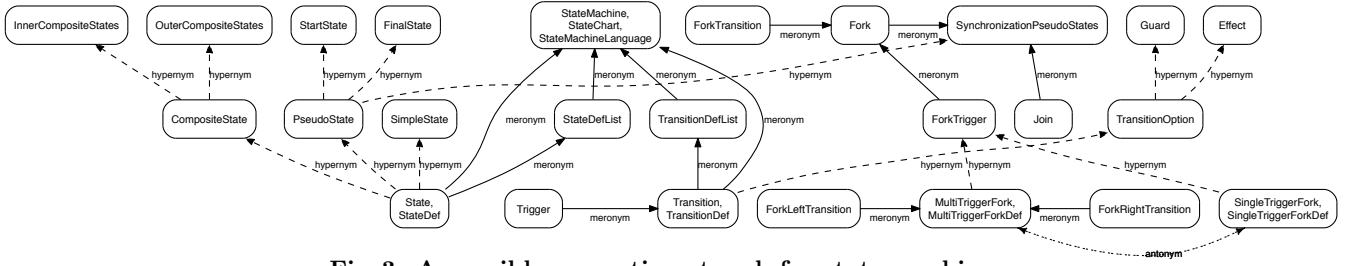 InnerCompositeStates
OuterCompositeStates
StartState
FinalState
StateMachine,
StateChart,
StateMachineLanguage
ForkTransition
meronym
Fork
meronym
SynchronizationPseudoStates
Guard
Effect
hypernym
hypernym
hypernym
hypernym
meronym
meronym
hypernym
meronym
meronym
hypernym
hypernym
CompositeState
PseudoState
SimpleState
meronym
StateDefList
TransitionDefList
meronym
ForkTrigger
Join
TransitionOption
hypernym
hypernym
hypernym
meronym
meronym
hypernym
hypernym
hypernym
State,
StateDef
Trigger
meronym
Transition,
TransitionDef
ForkLeftTransition
meronym
MultiTriggerFork,
MultiTriggerForkDef
meronym
ForkRightTransition
SingleTriggerFork,
SingleTriggerForkDef
antonym